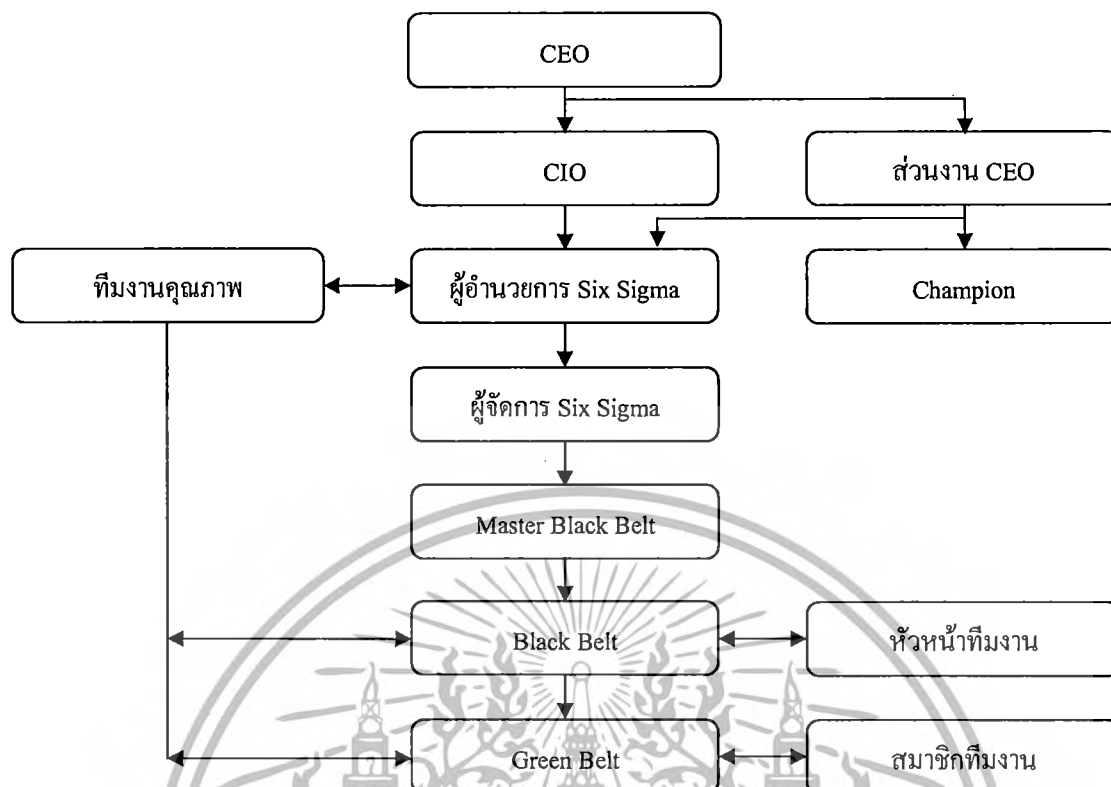 CEO
CIO
ส่วนงาน CEO
ทีมงานคุณภาพ
ผู้อำนวยการ Six Sigma
Champion
ผู้จัดการ Six Sigma
Master Black Belt
Black Belt
หัวหน้าทีมงาน
Green Belt
สมาชิกทีมงาน